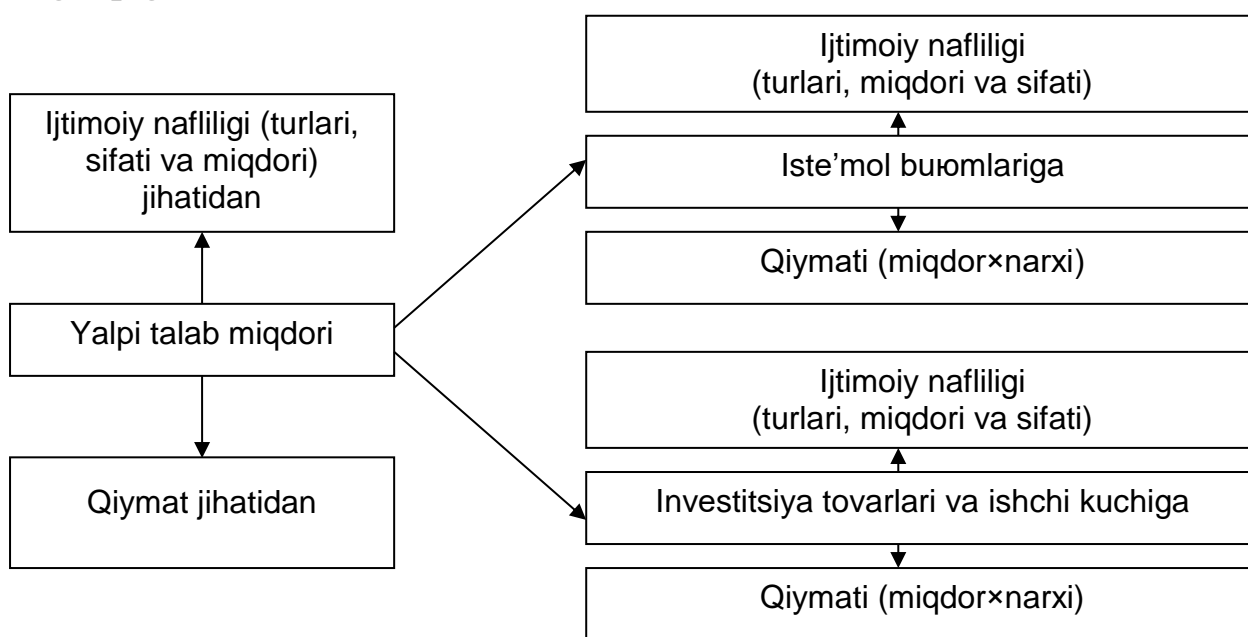 Ijtimoiy nafliligi (turlari,
sifati va miqdori)
jihatidan
Yalpi talab miqdori
Qiymat jihatidan
Ijtimoiy nafliligi
(turlari, miqdori va sifati)
Iste’mol buюmlariga
Qiymati (miqdor×narxi)
Ijtimoiy nafliligi
(turlari, miqdori va sifati)
Investitsiya tovarlari va ishchi kuchiga
Qiymati (miqdor×narxi)